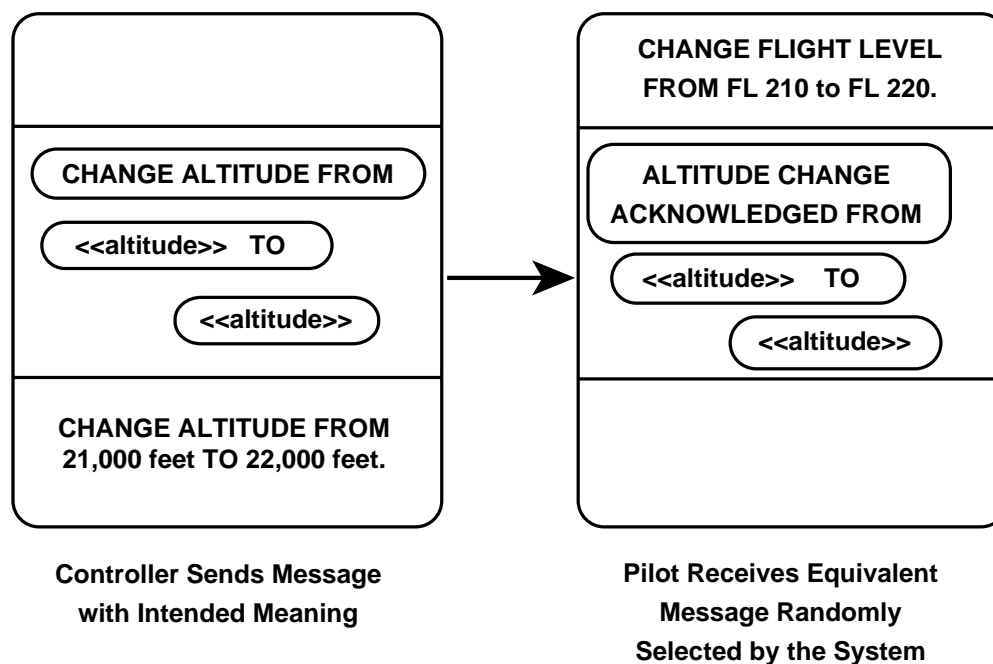 CHANGE ALTITUDE FROM
<<altitude>> TO
<<altitude>>
CHANGE ALTITUDE FROM
21,000 feet TO 22,000 feet.
Controller Sends Message
with Intended Meaning
CHANGE FLIGHT LEVEL
FROM FL 210 to FL 220.
ALTITUDE CHANGE
ACKNOWLEDGED FROM
<<altitude>> TO
<<altitude>>
Pilot Receives Equivalent
Message Randomly
Selected by the System